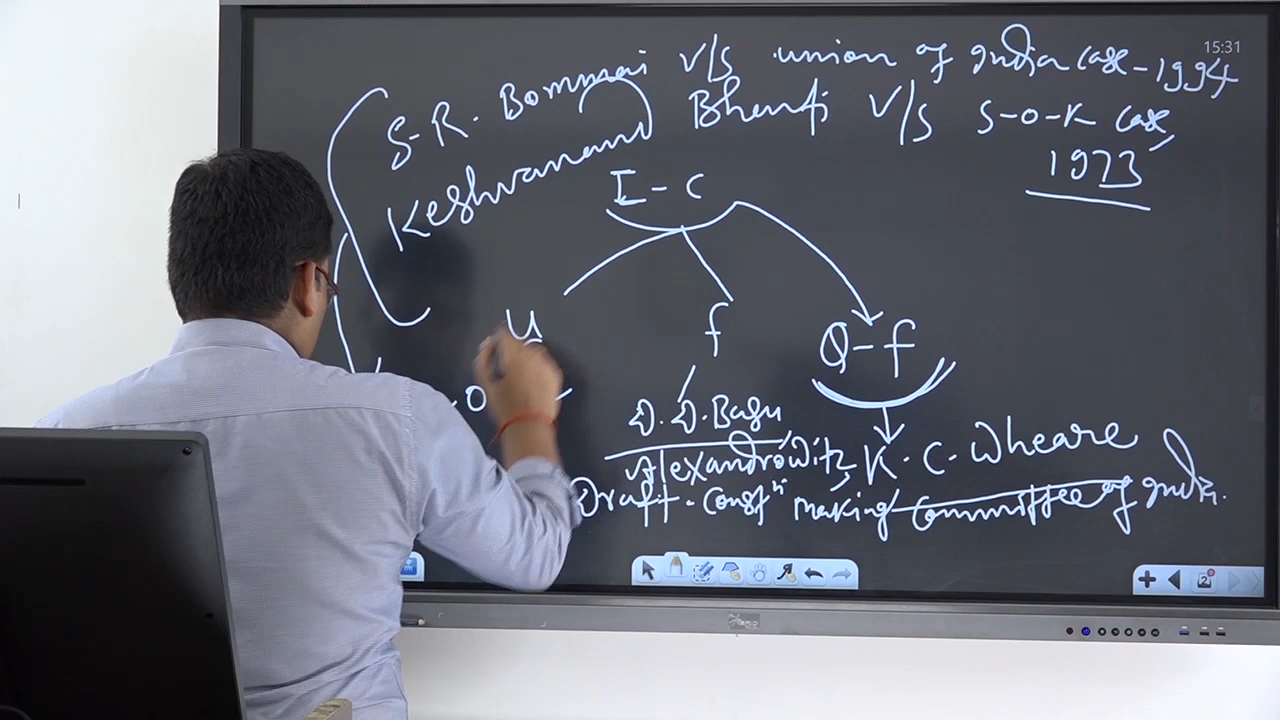 15:31
S-R. Bommai v/s union of India case - 1994
Keshvanand Bharti v/s S-O-K case,
1973
I - C
U
f
Q - f
D. D. Basu,
Alexandrowitz, K. C. Wheare
Draft - Constn making Committee of India.
2